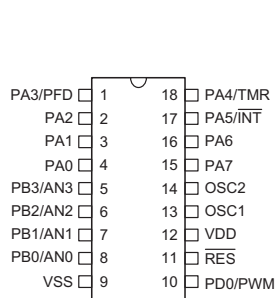 PA3/PFD 1 18 PA4/TMR
PA2 2 17 PA5/INT
PA1 3 16 PA6
PA0 4 15 PA7
PB3/AN3 5 14 OSC2
PB2/AN2 6 13 OSC1
PB1/AN1 7 12 VDD
PB0/AN0 8 11 RES
VSS 9 10 PD0/PWM